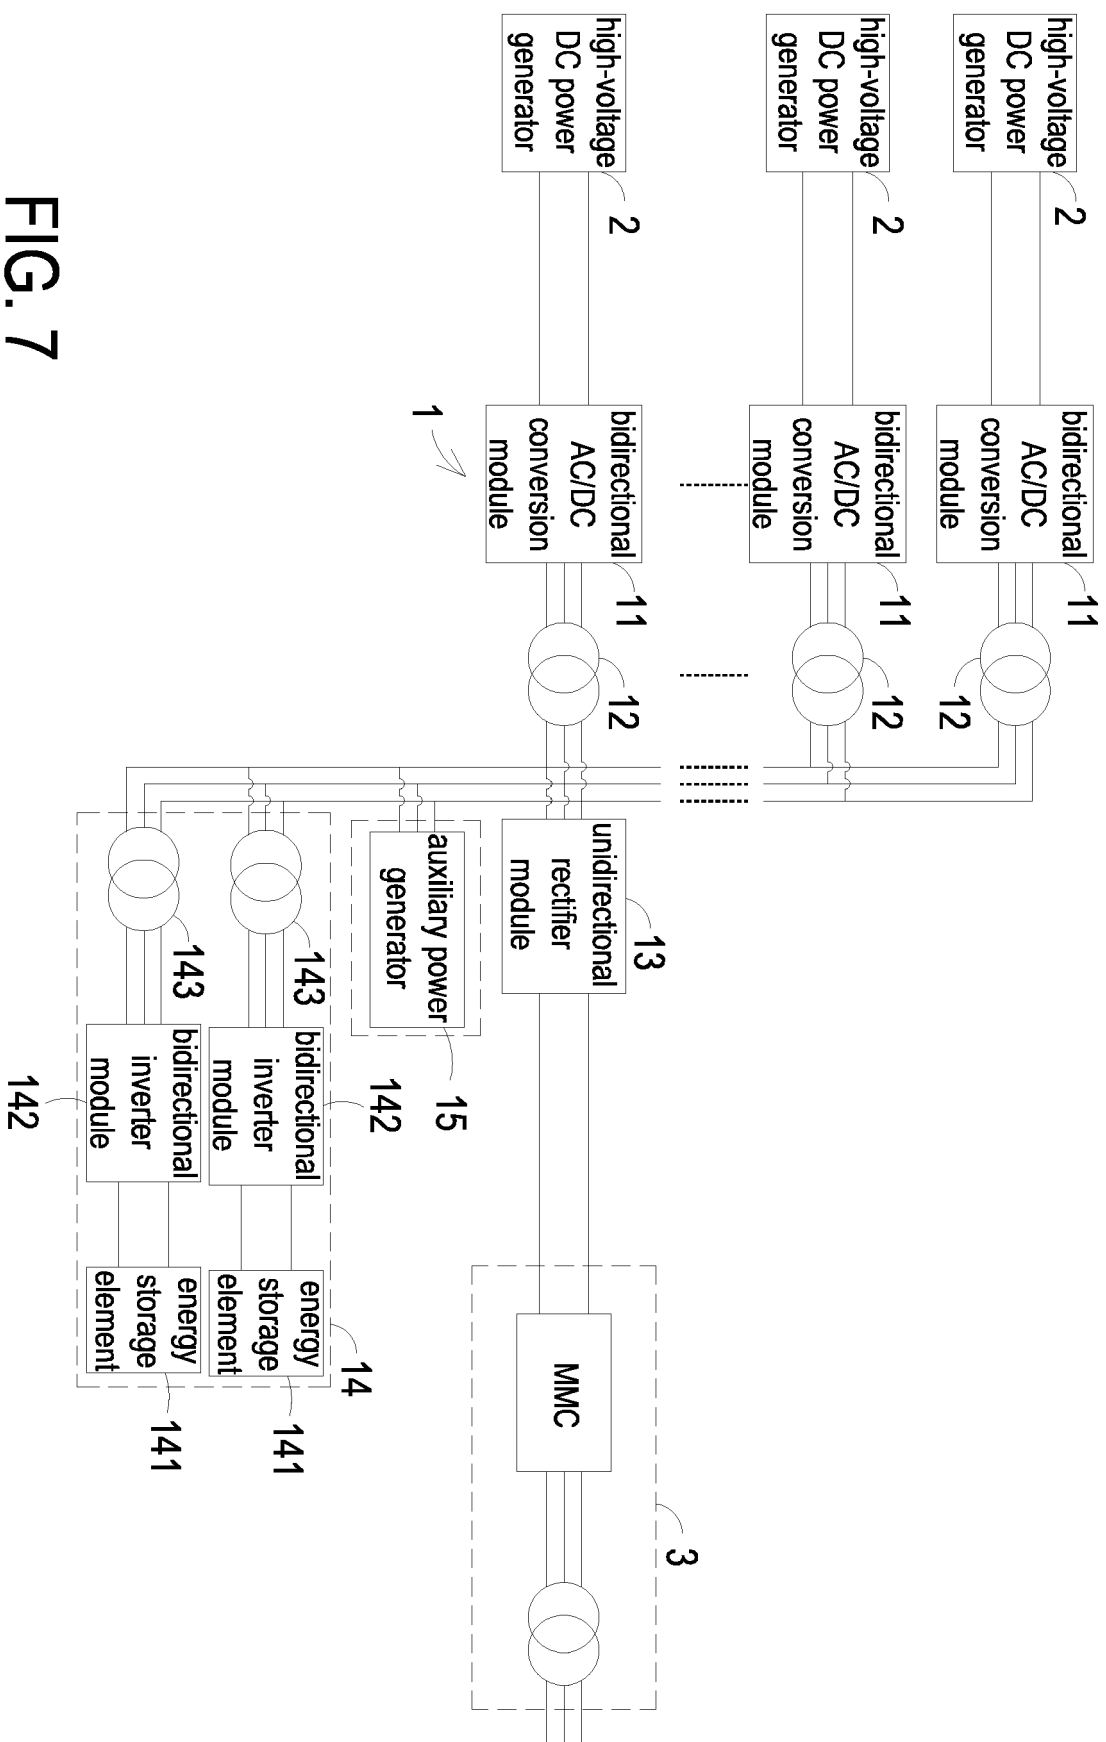 high-voltage
DC power
generator
2
bidirectional
AC/DC
conversion
module
11
12
high-voltage
DC power
generator
2
bidirectional
AC/DC
conversion
module
11
12
high-voltage
DC power
generator
2
bidirectional
AC/DC
conversion
module
11
12
1
unidirectional
rectifier
module
13
MMC
3
auxiliary power
generator
15
143
bidirectional
inverter
module
142
energy
storage
element
141
14
143
bidirectional
inverter
module
142
energy
storage
element
141
FIG. 7